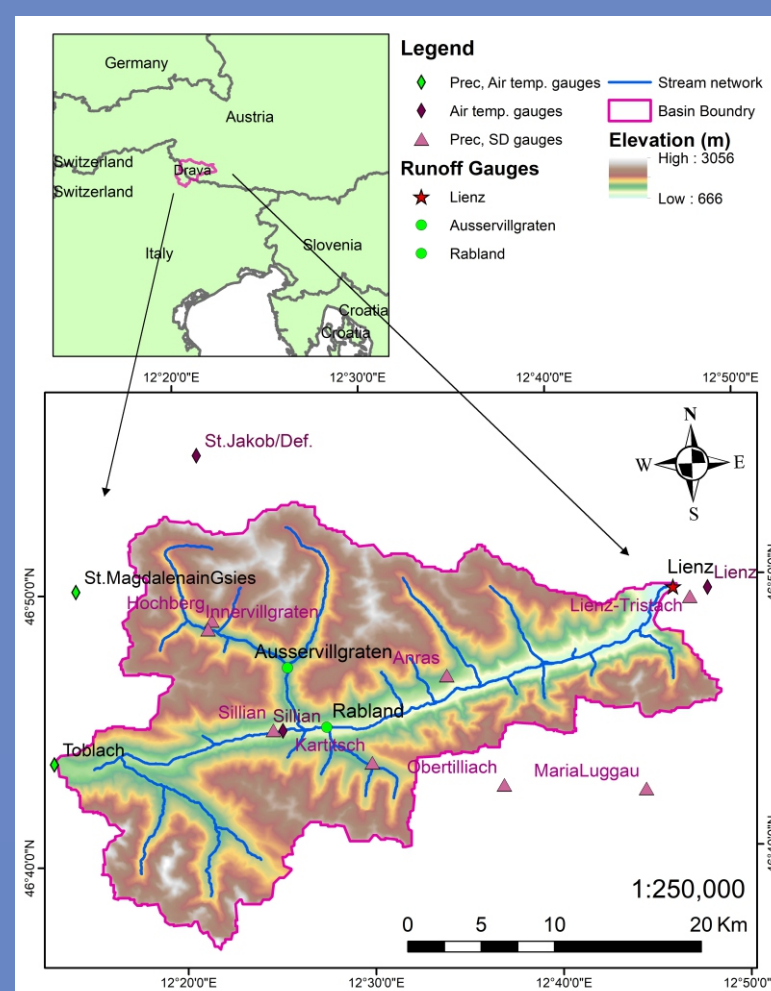 Germany
Austria
Switzerland
Switzerland
Drava
Italy
Slovenia
Croatia
Croatia
Legend
Prec, Air temp. gauges
Air temp. gauges
Prec, SD gauges
Stream network
Basin Boundry
Elevation (m)
High : 3056
Low : 666
Runoff Gauges
Lienz
Ausservillgraten
Rabland
12°20'0"E 12°30'0"E 12°40'0"E 12°50'0"E
N
W E
S
St.Jakob/Def.
46°50'0"N
46°50'0"N
St.MagdalenainGsies
Lienz
Lienz
Hochberg
Innervillgraten
Lienz-Tristach
Ausservillgraten
Anras
Sillian
Sillian
Rabland
Kartitsch
Toblach
Obertilliach
MariaLuggau
46°40'0"N
46°40'0"N
1:250,000
0 5 10 20 Km
12°20'0"E 12°30'0"E 12°40'0"E